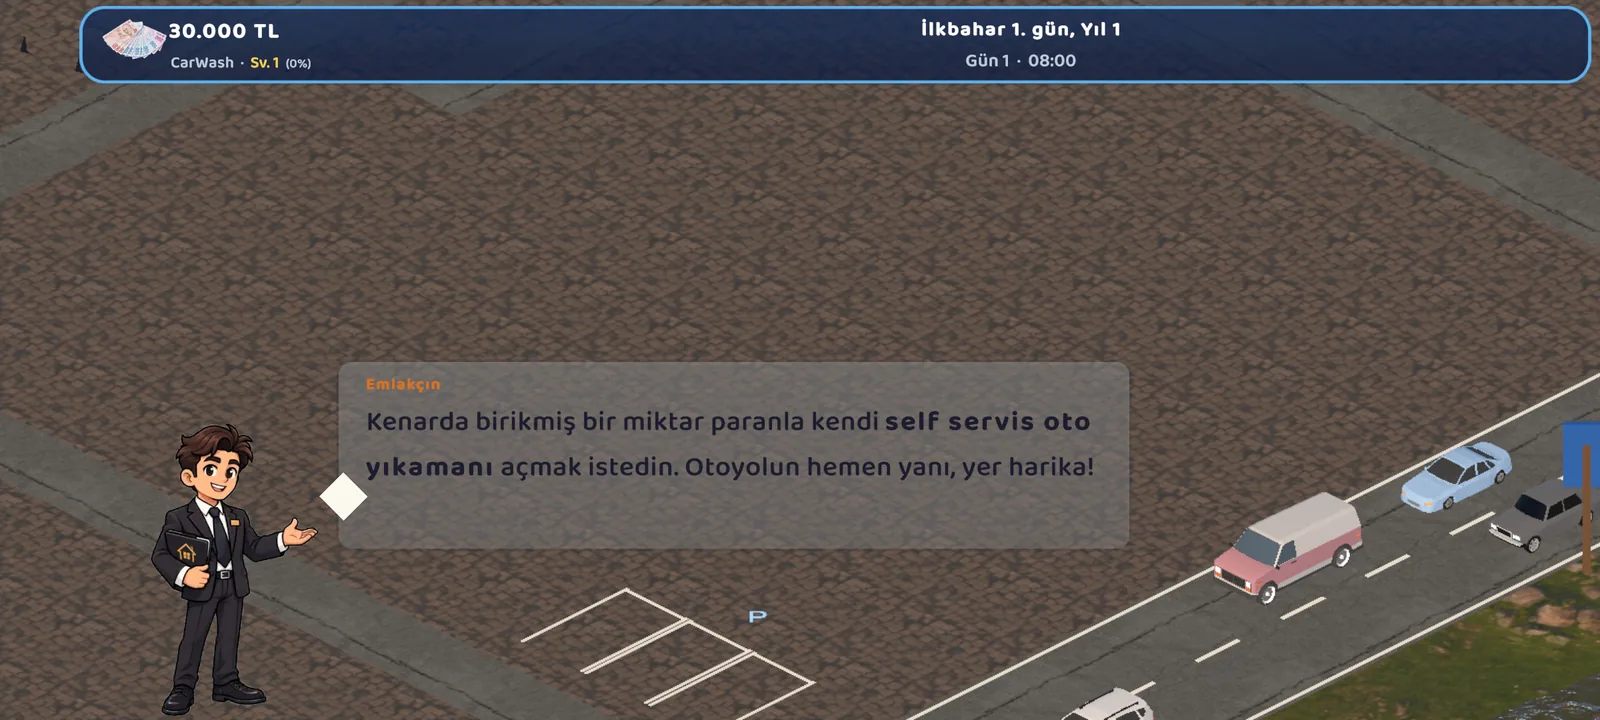 30.000 TL
CarWash · Sv.1 (0%)
İlkbahar 1. gün, Yıl 1
Gün 1 · 08:00
Emlakçın
Kenarda birikmiş bir miktar paranla kendi self servis oto
yıkamanı açmak istedin. Otoyolun hemen yanı, yer harika!
P